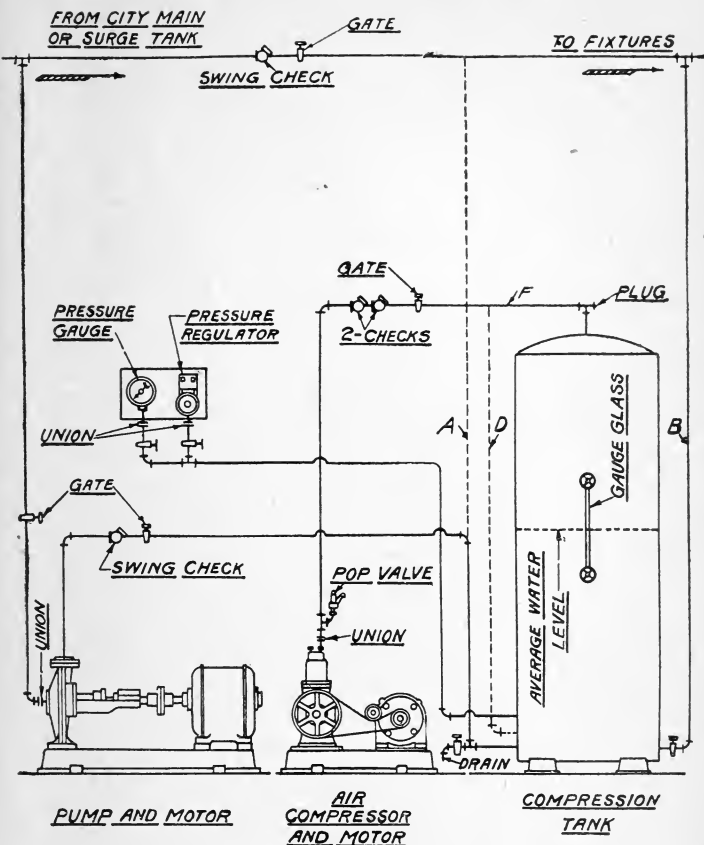 FROM CITY MAIN
OR SURGE TANK
GATE
TO FIXTURES
SWING CHECK
GATE
F
PLUG
2-CHECKS
PRESSURE
GAUGE
PRESSURE
REGULATOR
UNION
A
D
GAUGE GLASS
B
GATE
SWING CHECK
POP VALVE
UNION
UNION
AVERAGE WATER
LEVEL
DRAIN
PUMP AND MOTOR
AIR
COMPRESSOR
AND MOTOR
COMPRESSION
TANK